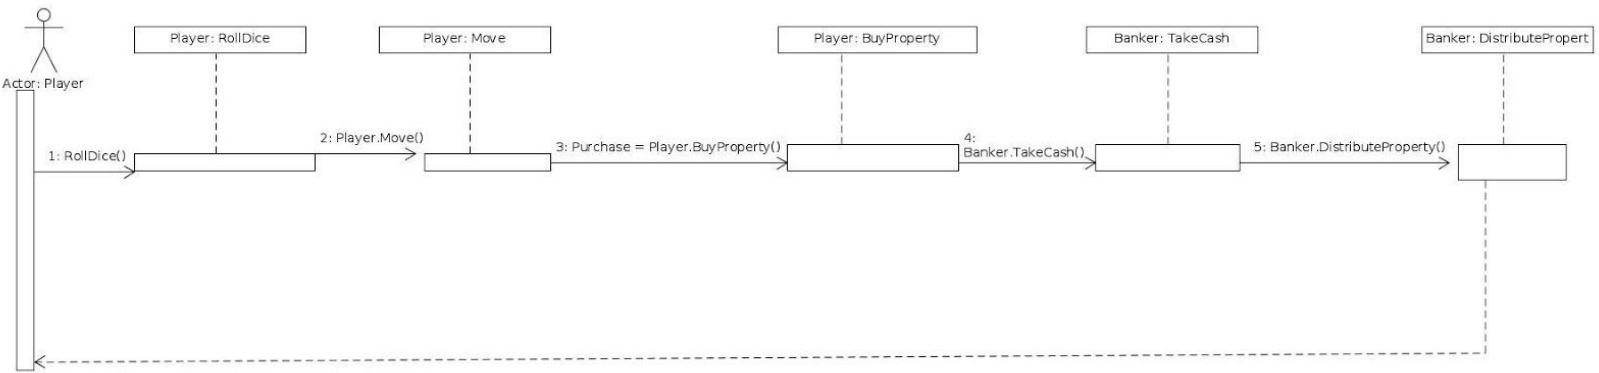 Player: RollDice
Player: Move
Player: BuyProperty
Banker: TakeCash
Banker: DistributePropert
Actor: Player
1: RollDice()
2: Player.Move()
3: Purchase = Player.BuyProperty()
4:
Banker.TakeCash()
5: Banker.DistributeProperty()